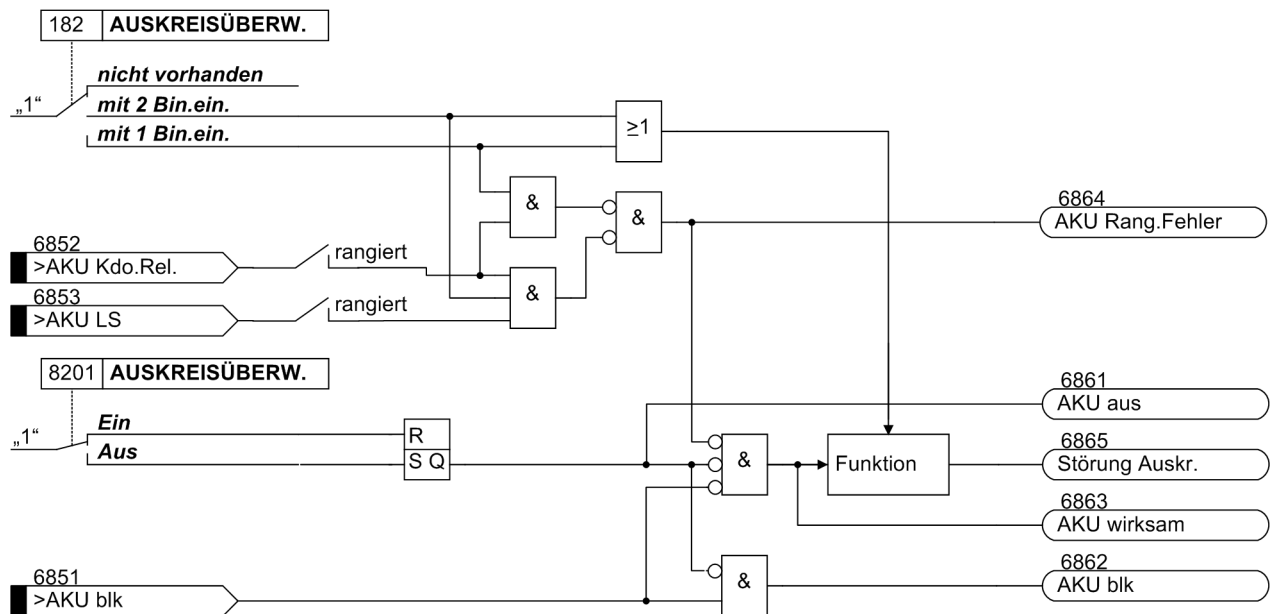 182 AUSKREISÜBERW.
nicht vorhanden
„1“
mit 2 Bin.ein.
mit 1 Bin.ein.
≥1
&
&
6864
AKU Rang.Fehler
6852
>AKU Kdo.Rel.
rangiert
&
6853
>AKU LS
rangiert
8201 AUSKREISÜBERW.
6861
AKU aus
„1“
Ein
Aus
R
S Q
&
Funktion
6865
Störung Auskr.
6863
AKU wirksam
6851
>AKU blk
&
6862
AKU blk